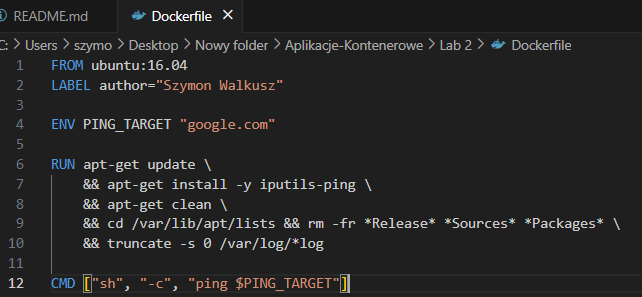 README.md
Dockerfile
C: > Users > szymo > Desktop > Nowy folder > Aplikacje-Kontenerowe > Lab 2 > Dockerfile
1 FROM ubuntu:16.04
2 LABEL author="Szymon Walkusz"
3
4 ENV PING_TARGET "google.com"
5
6 RUN apt-get update \
7 && apt-get install -y iputils-ping \
8 && apt-get clean \
9 && cd /var/lib/apt/lists && rm -fr *Release* *Sources* *Packages* \
10 && truncate -s 0 /var/log/*log
11
12 CMD ["sh", "-c", "ping $PING_TARGET"]